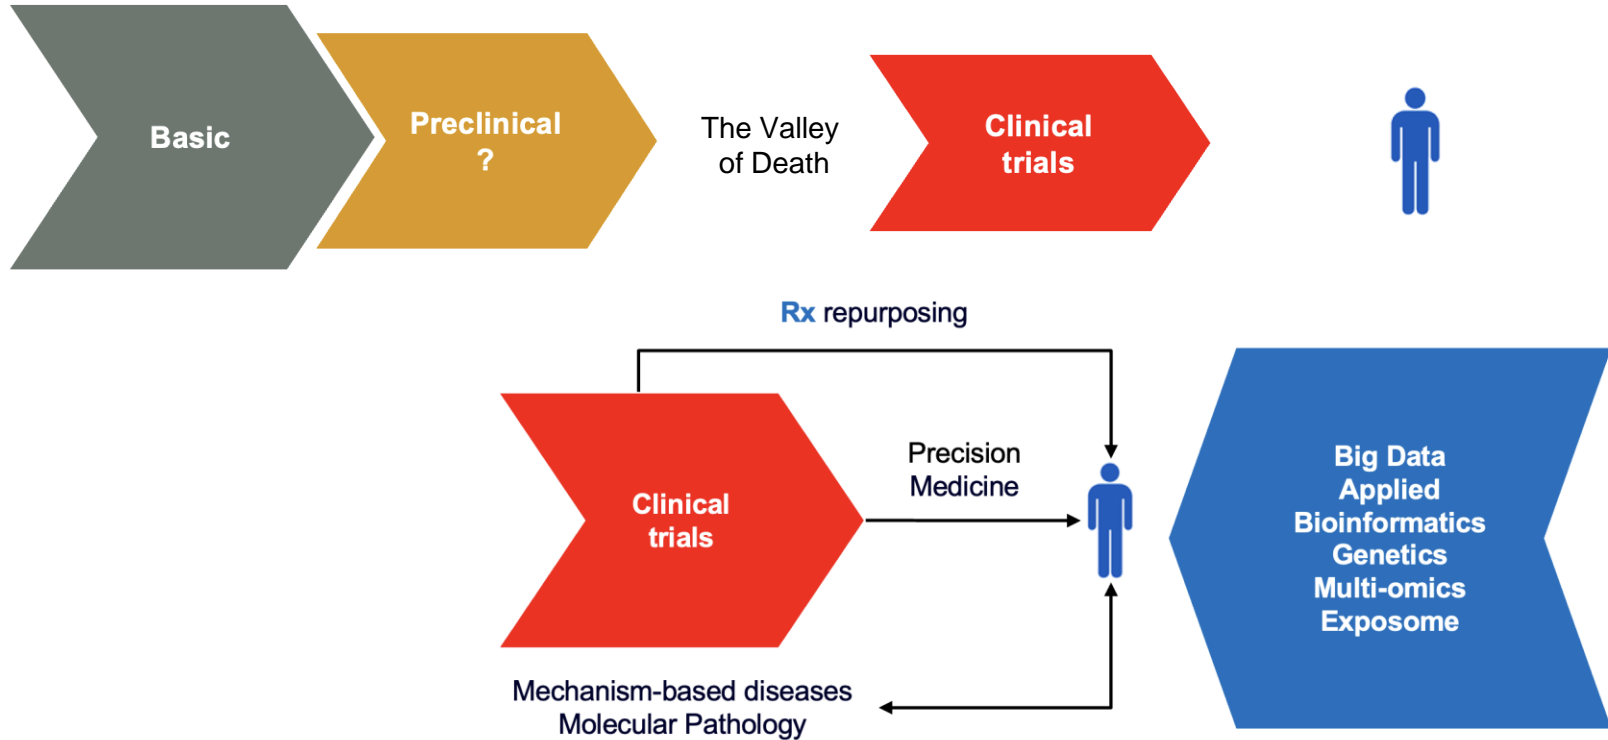 Basic
Preclinical
?
The Valley
of Death
Clinical
trials
Rx repurposing
Clinical
trials
Precision
Medicine
Big Data
Applied
Bioinformatics
Genetics
Multi-omics
Exposome
Mechanism-based diseases
Molecular Pathology